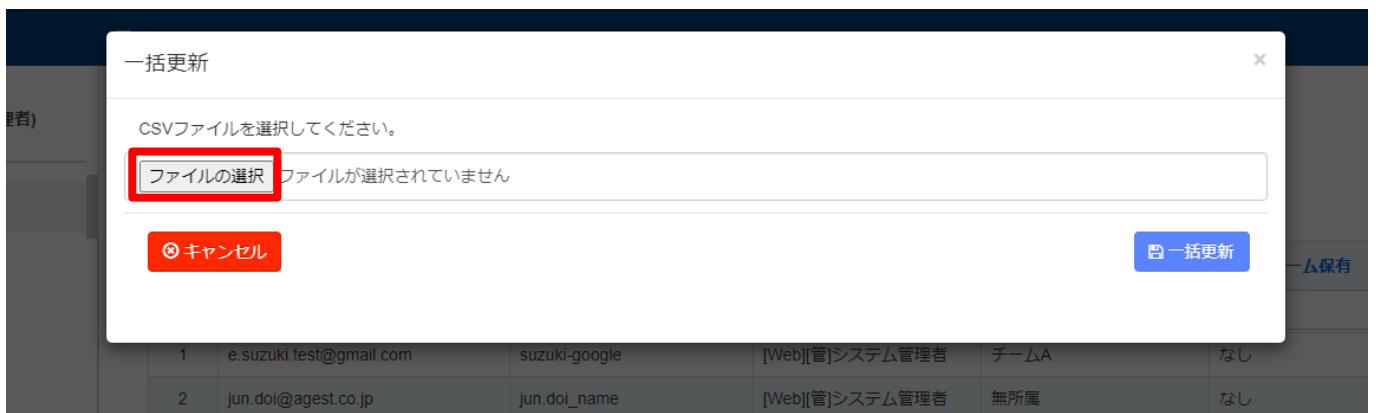 一括更新
×
理者)
CSVファイルを選択してください。
ファイルの選択 ファイルが選択されていません
キャンセル
一括更新
ーム保有
1 e.suzuki.test@gmail.com suzuki-google [Web][管]システム管理者 チームA なし
2 jun.doi@agest.co.jp jun.doi_name [Web][管]システム管理者 無所属 なし